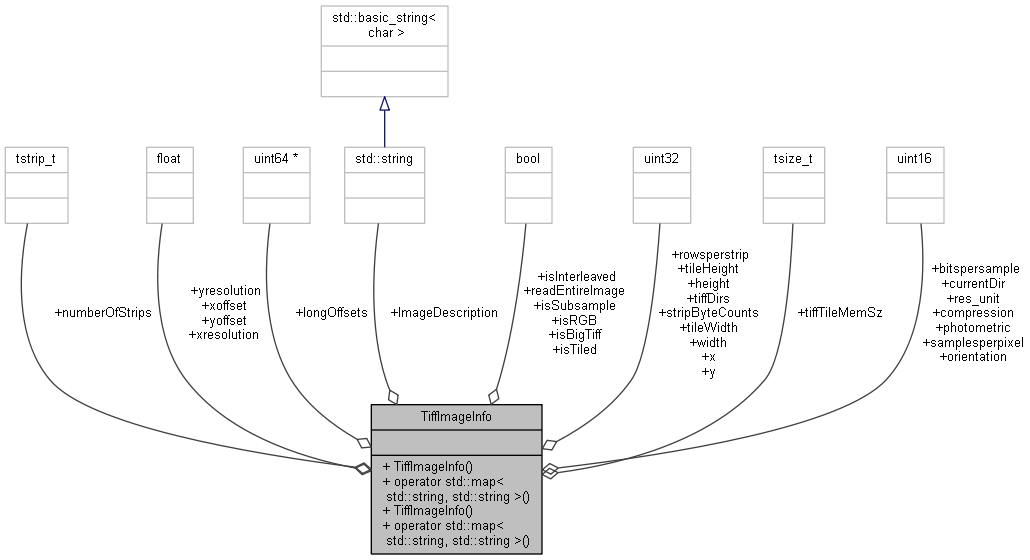 std::basic_string<
char >
tstrip_t
float
uint64 *
std::string
bool
uint32
tsize_t
uint16
+numberOfStrips
+yresolution
+xoffset
+yoffset
+xresolution
+longOffsets
+ImageDescription
+isInterleaved
+readEntireImage
+isSubsample
+isRGB
+isBigTiff
+isTiled
+rowsperstrip
+tileHeight
+height
+tiffDirs
+stripByteCounts
+tileWidth
+width
+x
+y
+tiffTileMemSz
+bitspersample
+currentDir
+res_unit
+compression
+photometric
+samplesperpixel
+orientation
TiffImageInfo
+ TiffImageInfo()
+ operator std::map<
std::string, std::string >()
+ TiffImageInfo()
+ operator std::map<
std::string, std::string >()